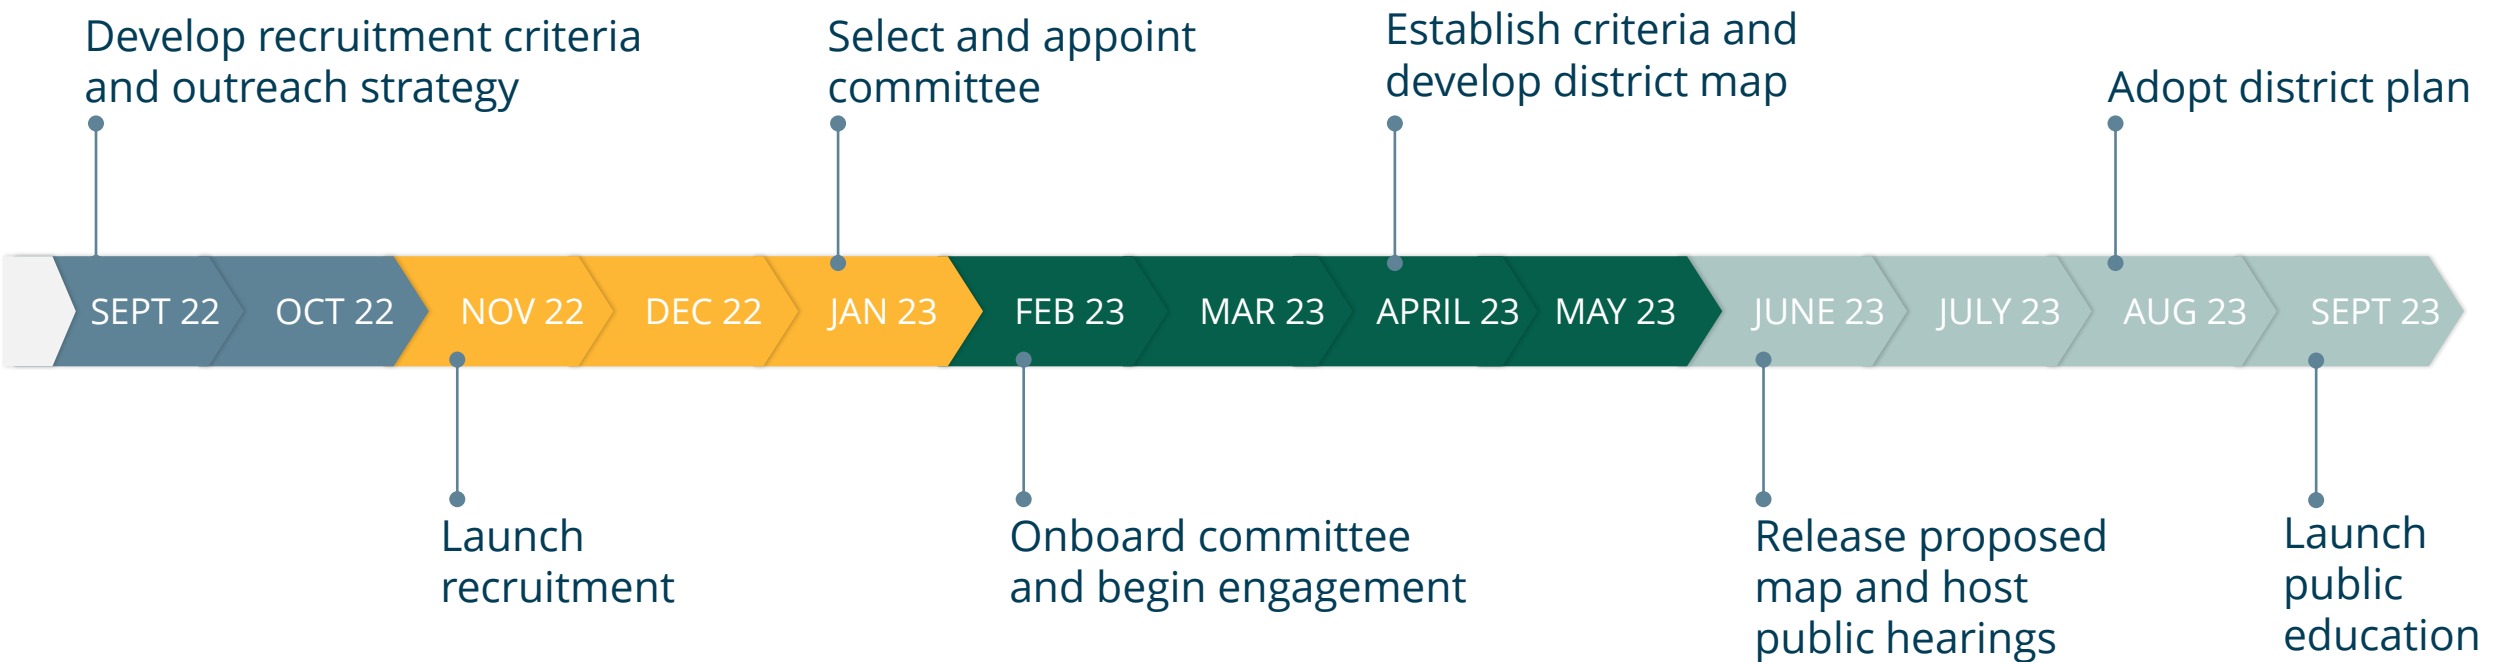 Develop recruitment criteria
and outreach strategy
Select and appoint
committee
Establish criteria and
develop district map
Adopt district plan
SEPT 22
OCT 22
NOV 22
DEC 22
JAN 23
FEB 23
MAR 23
APRIL 23
MAY 23
JUNE 23
JULY 23
AUG 23
SEPT 23
Launch
recruitment
Onboard committee
and begin engagement
Release proposed
map and host
public hearings
Launch
public
education